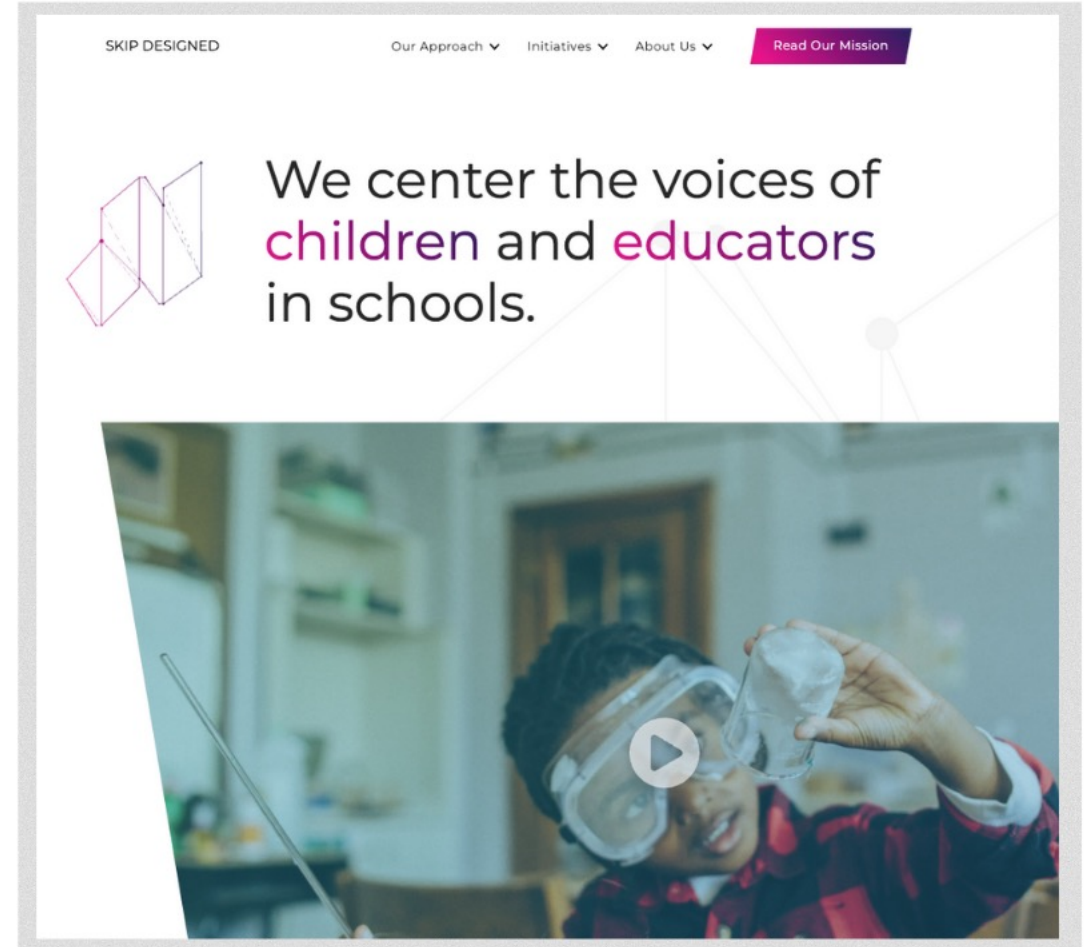 SKIP DESIGNED
Our Approach
Initiatives
About Us
Read Our Mission
We center the voices of
children and educators
in schools.